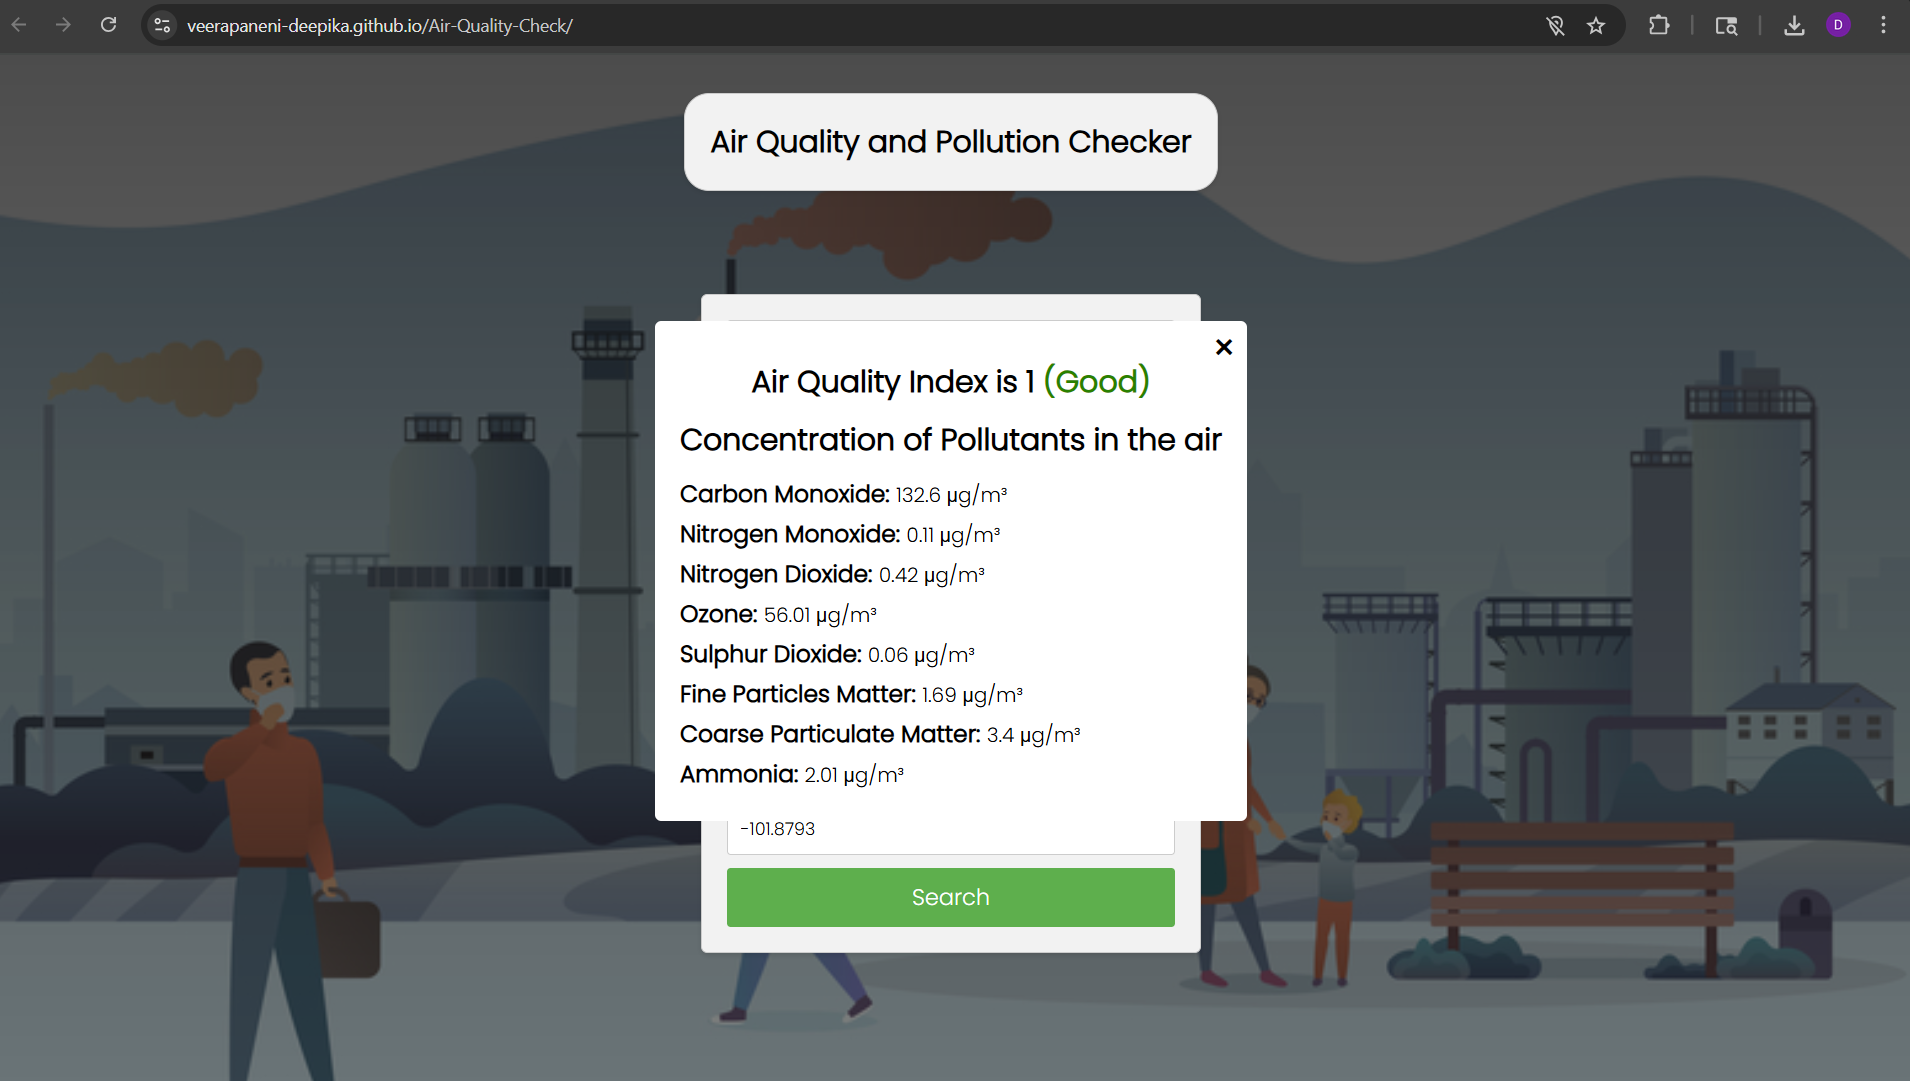 veerapaneni-deepika.github.io/Air-Quality-Check/
D
Air Quality and Pollution Checker
×
Air Quality Index is 1 (Good)
Concentration of Pollutants in the air
Carbon Monoxide: 132.6 µg/m³
Nitrogen Monoxide: 0.11 µg/m³
Nitrogen Dioxide: 0.42 µg/m³
Ozone: 56.01 µg/m³
Sulphur Dioxide: 0.06 µg/m³
Fine Particles Matter: 1.69 µg/m³
Coarse Particulate Matter: 3.4 µg/m³
Ammonia: 2.01 µg/m³
-101.8793
Search